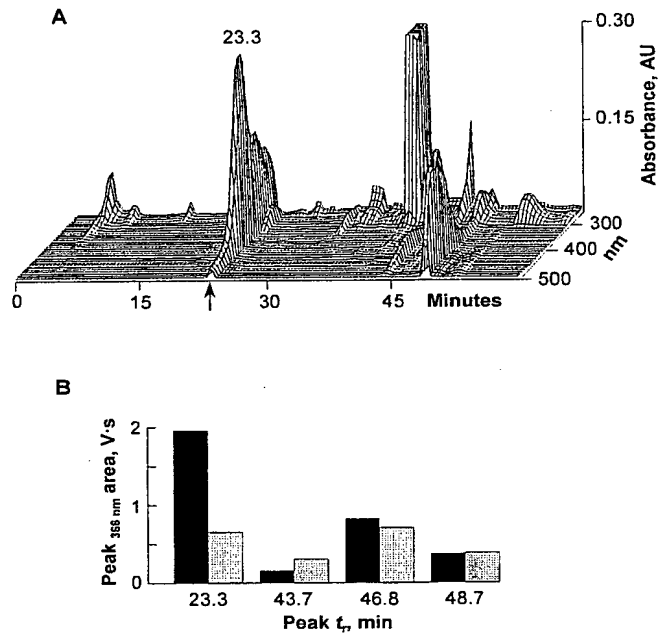 A
23.3
0.30
0.15
Absorbance, AU
300
400
500
nm
0
15
30
45
Minutes
B
Peak 366 nm area, V·s
2
1
0
23.3
43.7
46.8
48.7
Peak tr, min